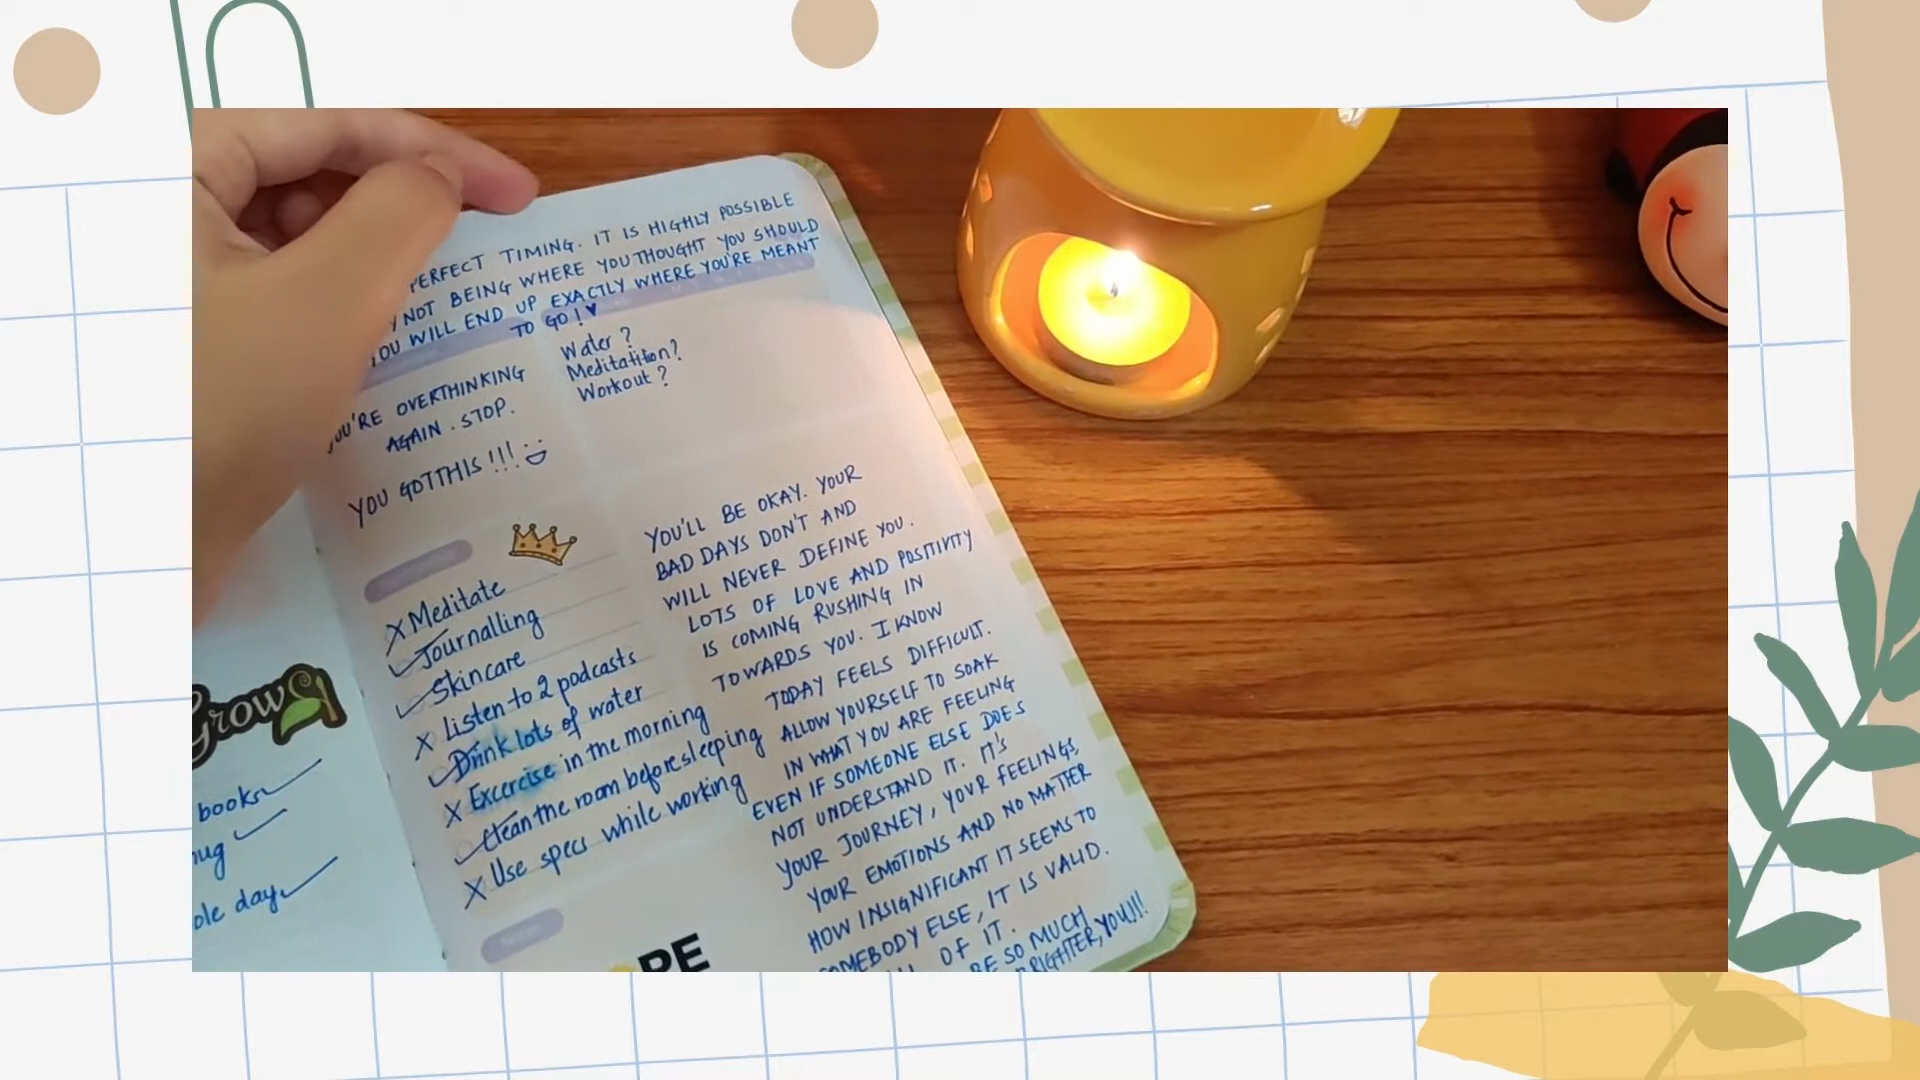 PERFECT TIMING. IT IS HIGHLY POSSIBLE
NOT BEING WHERE YOU THOUGHT YOU SHOULD
YOU WILL END UP EXACTLY WHERE YOU'RE MEANT
TO GO! ♥
YOU'RE OVERTHINKING
AGAIN. STOP.
YOU GOTTHIS !!!
Water ?
Meditation?
Workout ?
X Meditate
✓ Journalling
✓ Skincare
X Listen to 2 podcasts
✓ Drink lots of water
X Excercise in the morning
✓ Clean the room before sleeping
X Use specs while working
YOU'LL BE OKAY. YOUR
BAD DAYS DON'T AND
WILL NEVER DEFINE YOU.
LOTS OF LOVE AND POSITIVITY
IS COMING RUSHING IN
TOWARDS YOU. I KNOW
TODAY FEELS DIFFICULT.
ALLOW YOURSELF TO SOAK
IN WHAT YOU ARE FEELING
EVEN IF SOMEONE ELSE DOES
NOT UNDERSTAND IT. IT'S
YOUR JOURNEY, YOUR FEELINGS,
YOUR EMOTIONS AND NO MATTER
HOW INSIGNIFICANT IT SEEMS TO
SOMEBODY ELSE, IT IS VALID.
OF IT.
BE SO MUCH
BRIGHTER, YOU)!!
Grow
books ✓
✓
day ✓
Notes
PE